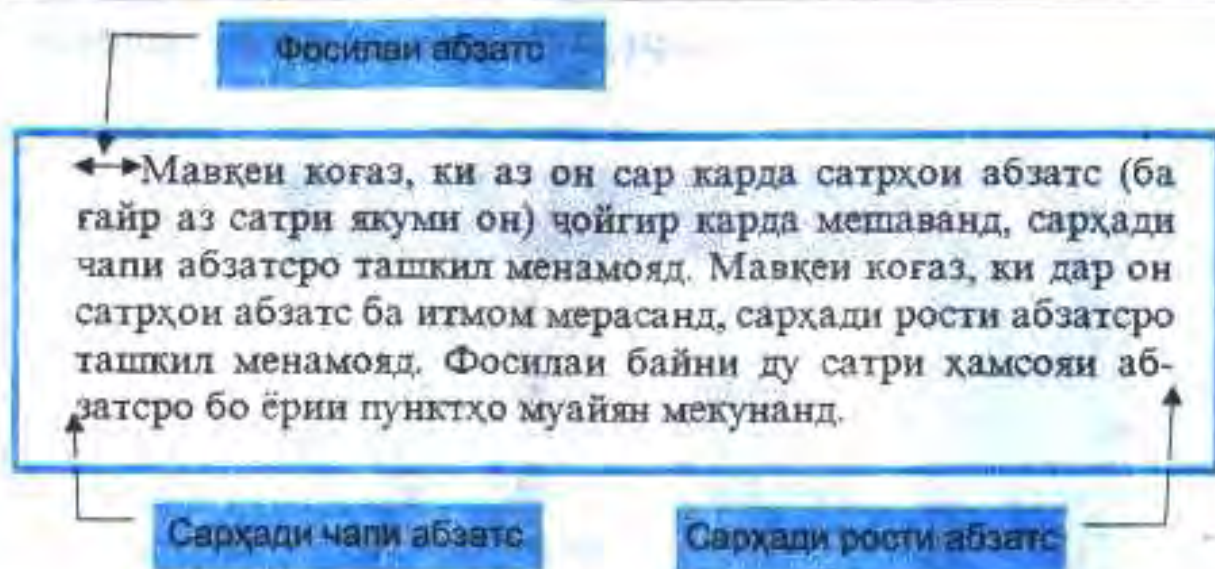 Фосилаи абзатс
Мавқеи коғаз, ки аз он сар карда сатрҳои абзатс (ба
ғайр аз сатри якуми он) ҷойгир карда мешаванд, сарҳади
чапи абзатсро ташкил менамояд. Мавқеи коғаз, ки дар он
сатрҳои абзатс ба итмом мерасанд, сарҳади рости абзатсро
ташкил менамояд. Фосилаи байни ду сатри ҳамсояи аб-
затсро бо ёрии пунктҳо муайян мекунанд.
Сарҳади чапи абзатс
Сарҳади рости абзатс